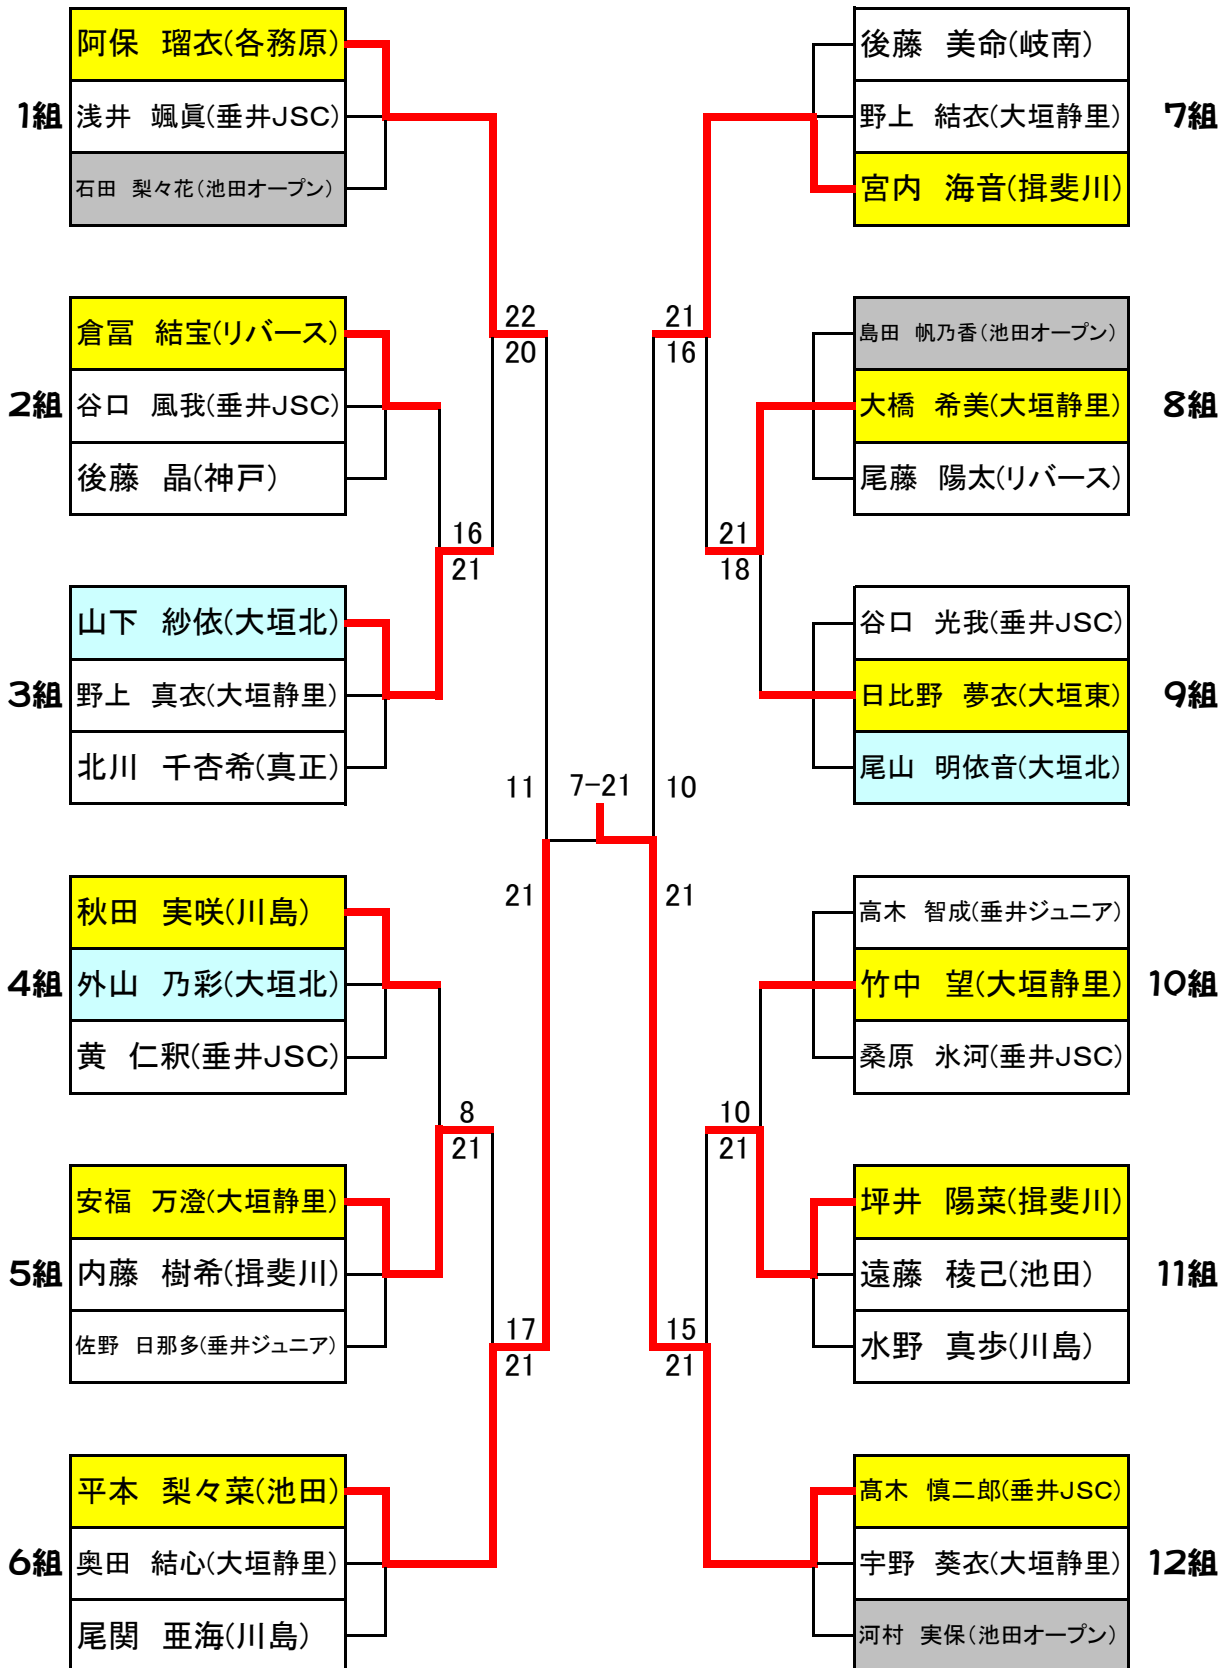 1組
阿保　瑠衣(各務原)
浅井　颯眞(垂井JSC)
石田　梨々花(池田オープン)
2組
倉冨　結宝(リバース)
谷口　風我(垂井JSC)
後藤　晶(神戸)
3組
山下　紗依(大垣北)
野上　真衣(大垣静里)
北川　千杏希(真正)
4組
秋田　実咲(川島)
外山　乃彩(大垣北)
黄　仁釈(垂井JSC)
5組
安福　万澄(大垣静里)
内藤　樹希(揖斐川)
佐野　日那多(垂井ジュニア)
6組
平本　梨々菜(池田)
奥田　結心(大垣静里)
尾関　亜海(川島)
22
20
16
21
11
21
8
21
17
21
7-21
21
16
21
18
10
21
10
21
15
21
7組
後藤　美命(岐南)
野上　結衣(大垣静里)
宮内　海音(揖斐川)
8組
島田　帆乃香(池田オープン)
大橋　希美(大垣静里)
尾藤　陽太(リバース)
9組
谷口　光我(垂井JSC)
日比野　夢衣(大垣東)
尾山　明依音(大垣北)
10組
高木　智成(垂井ジュニア)
竹中　望(大垣静里)
桑原　氷河(垂井JSC)
11組
坪井　陽菜(揖斐川)
遠藤　稜己(池田)
水野　真歩(川島)
12組
髙木　慎二郎(垂井JSC)
宇野　葵衣(大垣静里)
河村　実保(池田オープン)